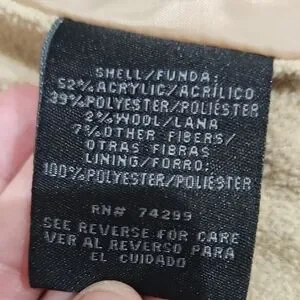 SHELL/FUNDA:
52%ACRYLIC/ACRÍLICO
39%POLYESTER/POLIÉSTER
2%WOOL/LANA
7%OTHER FIBERS/
OTRAS FIBRAS
LINING/FORRO:
100%POLYESTER/POLIESTER
RN# 74299
SEE REVERSE FOR CARE
VER AL REVERSO PARA
EL CUIDADO